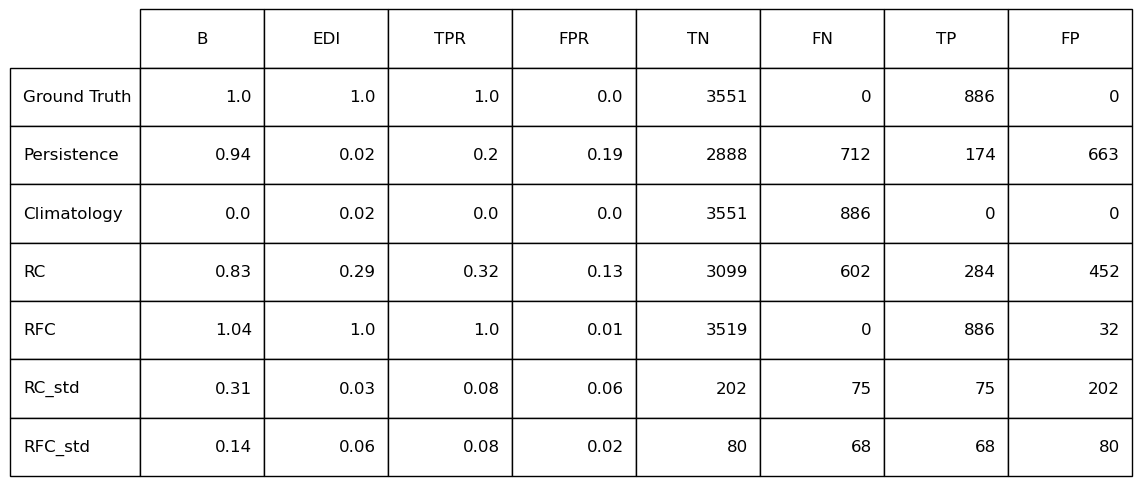 B EDI TPR FPR TN FN TP FP
Ground Truth 1.0 1.0 1.0 0.0 3551 0 886 0
Persistence 0.94 0.02 0.2 0.19 2888 712 174 663
Climatology 0.0 0.02 0.0 0.0 3551 886 0 0
RC 0.83 0.29 0.32 0.13 3099 602 284 452
RFC 1.04 1.0 1.0 0.01 3519 0 886 32
RC_std 0.31 0.03 0.08 0.06 202 75 75 202
RFC_std 0.14 0.06 0.08 0.02 80 68 68 80